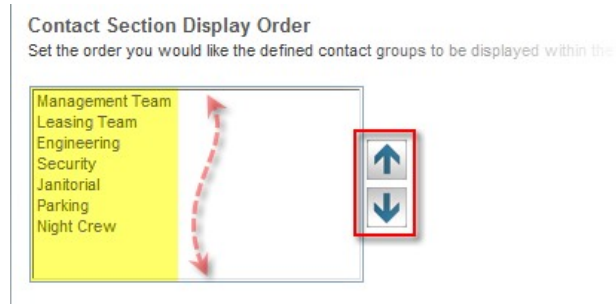 Contact Section Display Order
Set the order you would like the defined contact groups to be displayed within the
Management Team
Leasing Team
Engineering
Security
Janitorial
Parking
Night Crew